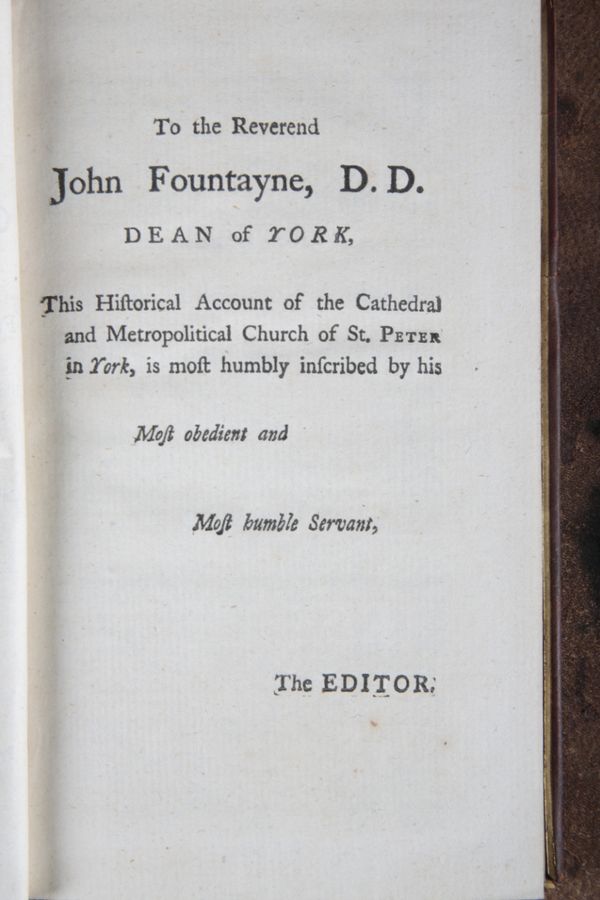 To the Reverend
John Fountayne, D. D.
DEAN of YORK,
This Hiſtorical Account of the Cathedral
and Metropolitical Church of St. PETER
in York, is moſt humbly inſcribed by his
Moſt obedient and
Moſt humble Servant,
The EDITOR.